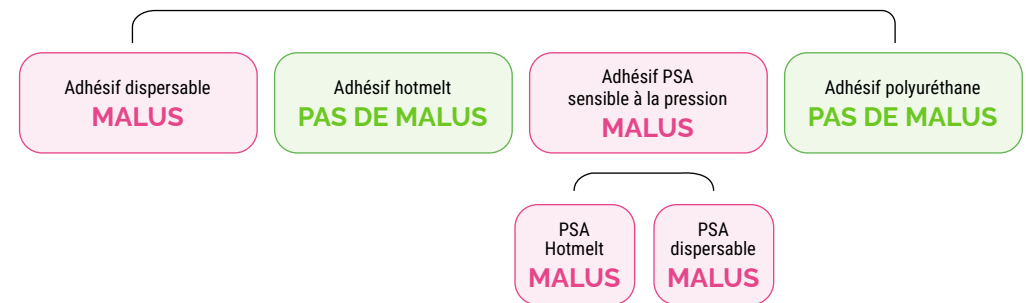 Adhésif dispersable
MALUS
Adhésif hotmelt
PAS DE MALUS
Adhésif PSA
sensible à la pression
MALUS
Adhésif polyuréthane
PAS DE MALUS
PSA
Hotmelt
MALUS
PSA
dispersable
MALUS